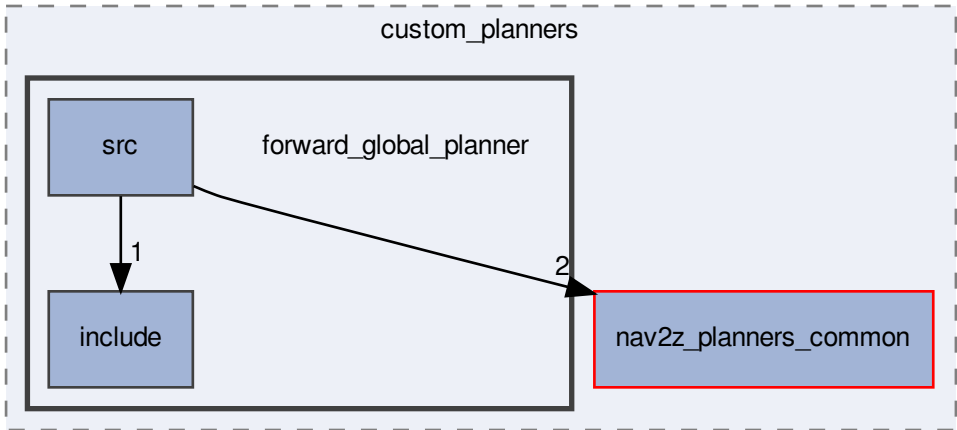 custom_planners
src
forward_global_planner
1
2
include
nav2z_planners_common